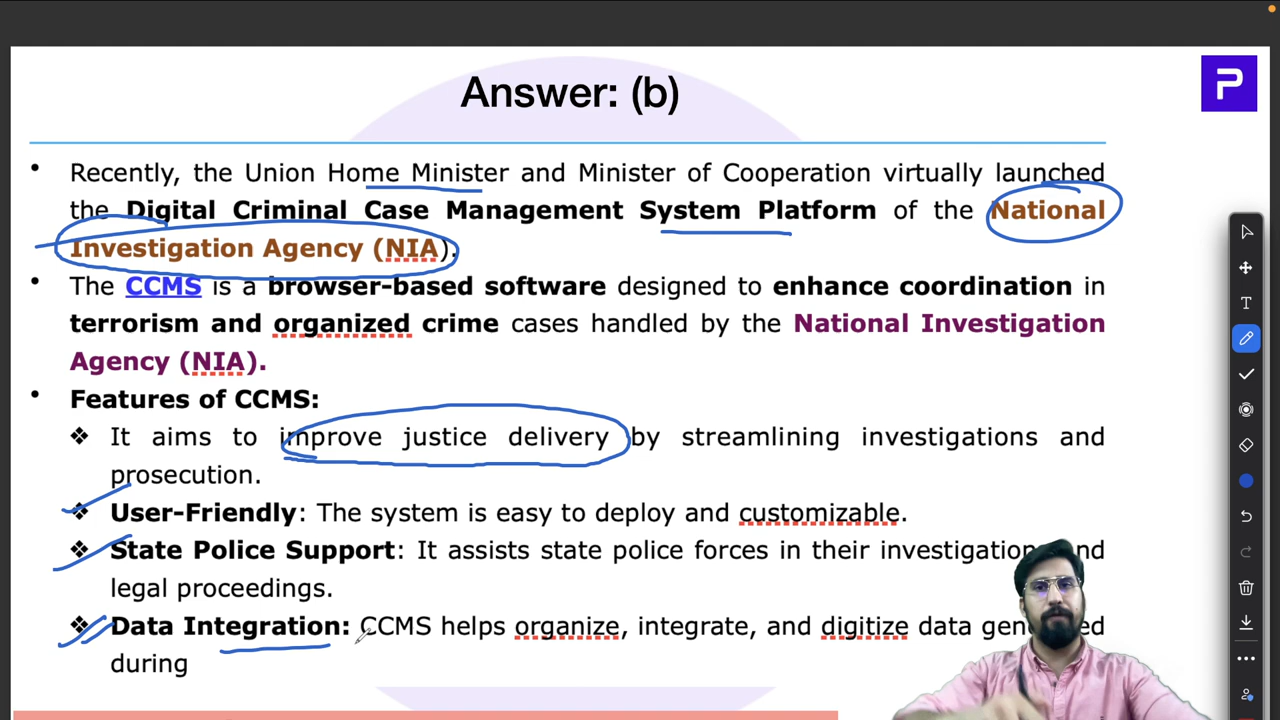 Answer: (b)
P
• Recently, the Union Home Minister and Minister of Cooperation virtually launched
the Digital Criminal Case Management System Platform of the National
Investigation Agency (NIA).
• The CCMS is a browser-based software designed to enhance coordination in
terrorism and organized crime cases handled by the National Investigation
Agency (NIA).
• Features of CCMS:
❖ It aims to improve justice delivery by streamlining investigations and
prosecution.
❖ User-Friendly: The system is easy to deploy and customizable.
❖ State Police Support: It assists state police forces in their investigations and
legal proceedings.
❖ Data Integration: CCMS helps organize, integrate, and digitize data
during
T